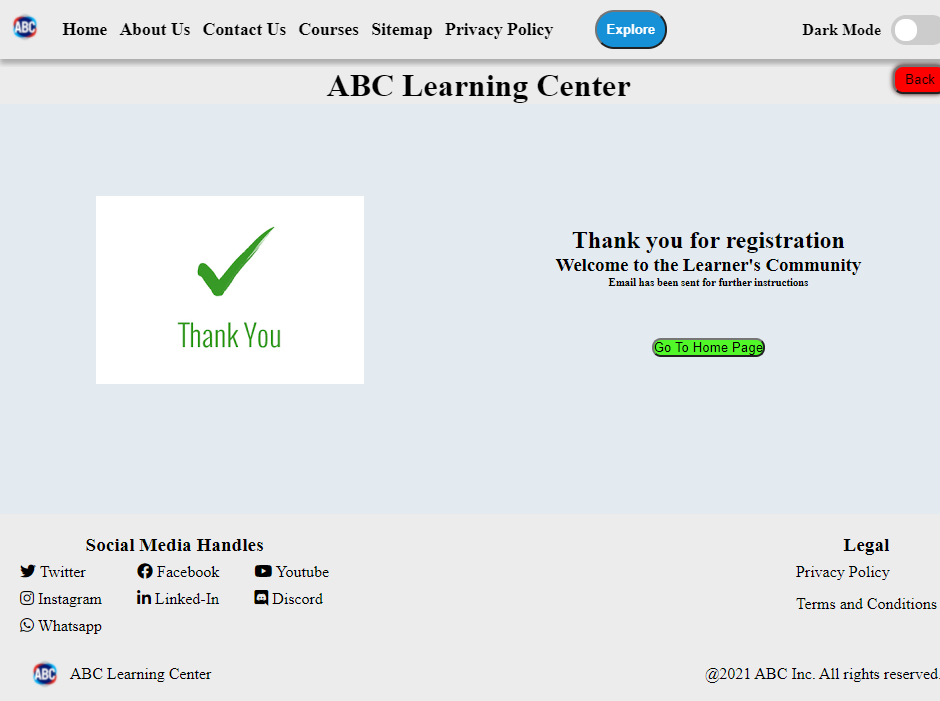 ABC Home About Us Contact Us Courses Sitemap Privacy Policy Explore Dark Mode
ABC Learning Center Back
Thank You
Thank you for registration
Welcome to the Learner's Community
Email has been sent for further instructions
Go To Home Page
Social Media Handles
Twitter Facebook Youtube
Instagram Linked-In Discord
Whatsapp
Legal
Privacy Policy
Terms and Conditions
ABC ABC Learning Center
@2021 ABC Inc. All rights reserved.